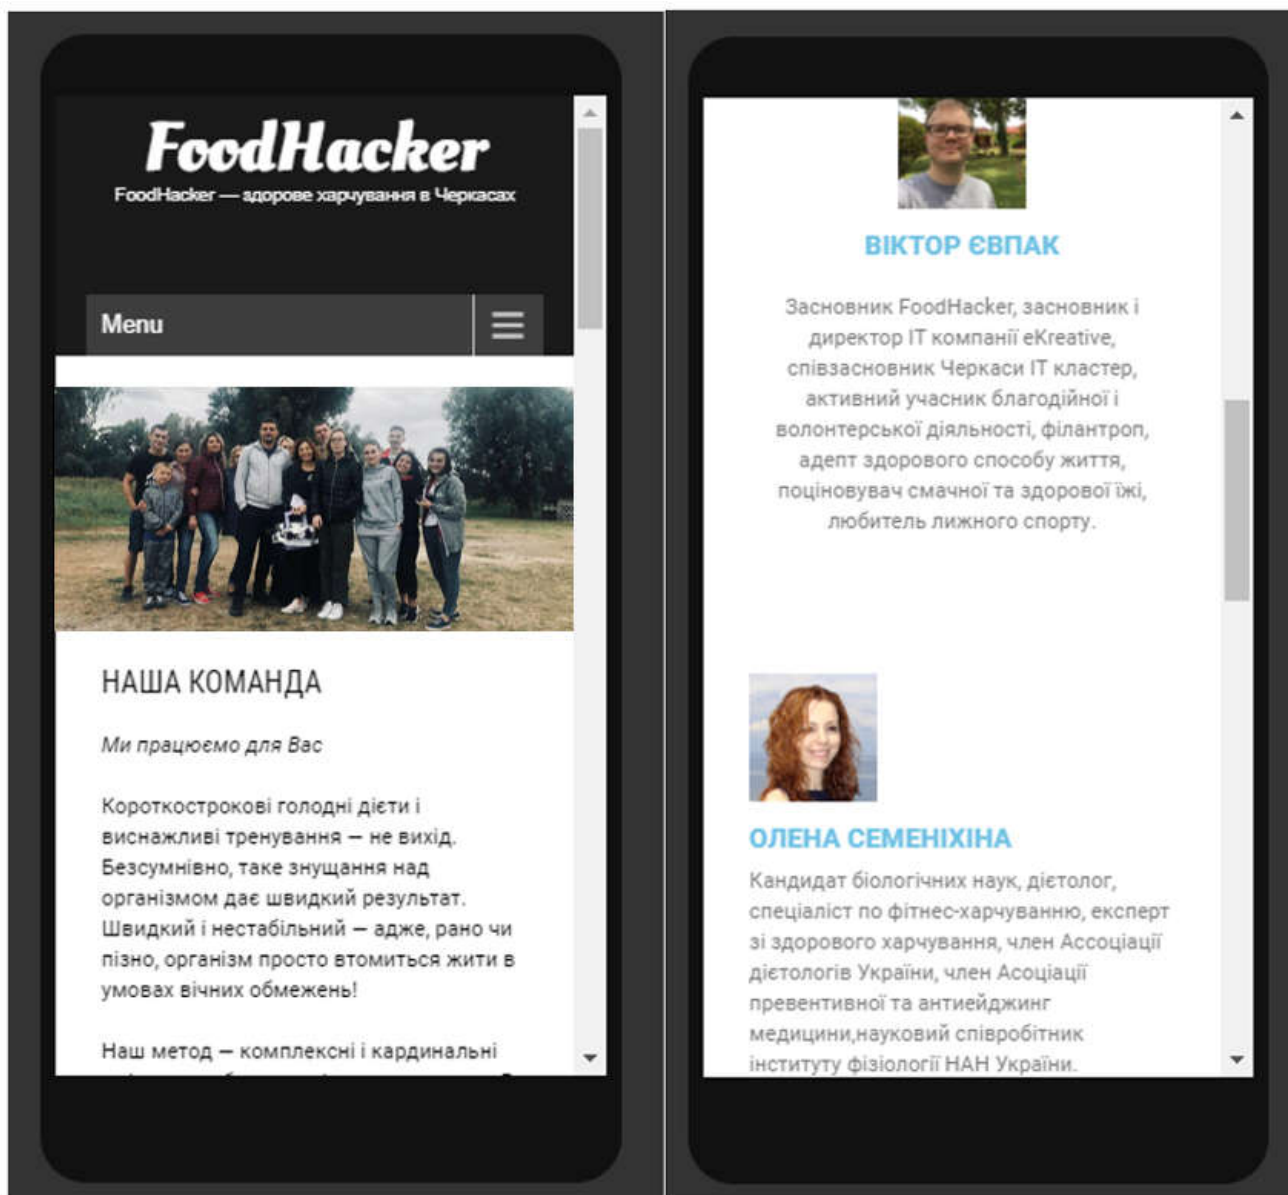 FoodHacker
FoodHacker — здорове харчування в Черкасах
Menu
НАША КОМАНДА
Ми працюємо для Вас
Короткострокові голодні дієти і
виснажливі тренування — не вихід.
Безсумнівно, таке знущання над
організмом дає швидкий результат.
Швидкий і нестабільний — адже, рано чи
пізно, організм просто втомиться жити в
умовах вічних обмежень!
Наш метод — комплексні і кардинальні
ВІКТОР ЄВПАК
Засновник FoodHacker, засновник і
директор ІТ компанії eKreative,
співзасновник Черкаси ІТ кластер,
активний учасник благодійної і
волонтерської діяльності, філантроп,
адепт здорового способу життя,
поціновувач смачної та здорової їжі,
любитель лижного спорту.
ОЛЕНА СЕМЕНІХІНА
Кандидат біологічних наук, дієтолог,
спеціаліст по фітнес-харчуванню, експерт
зі здорового харчування, член Ассоціації
дієтологів України, член Асоціації
превентивної та антиейджинг
медицини,науковий співробітник
інституту фізіології НАН України.